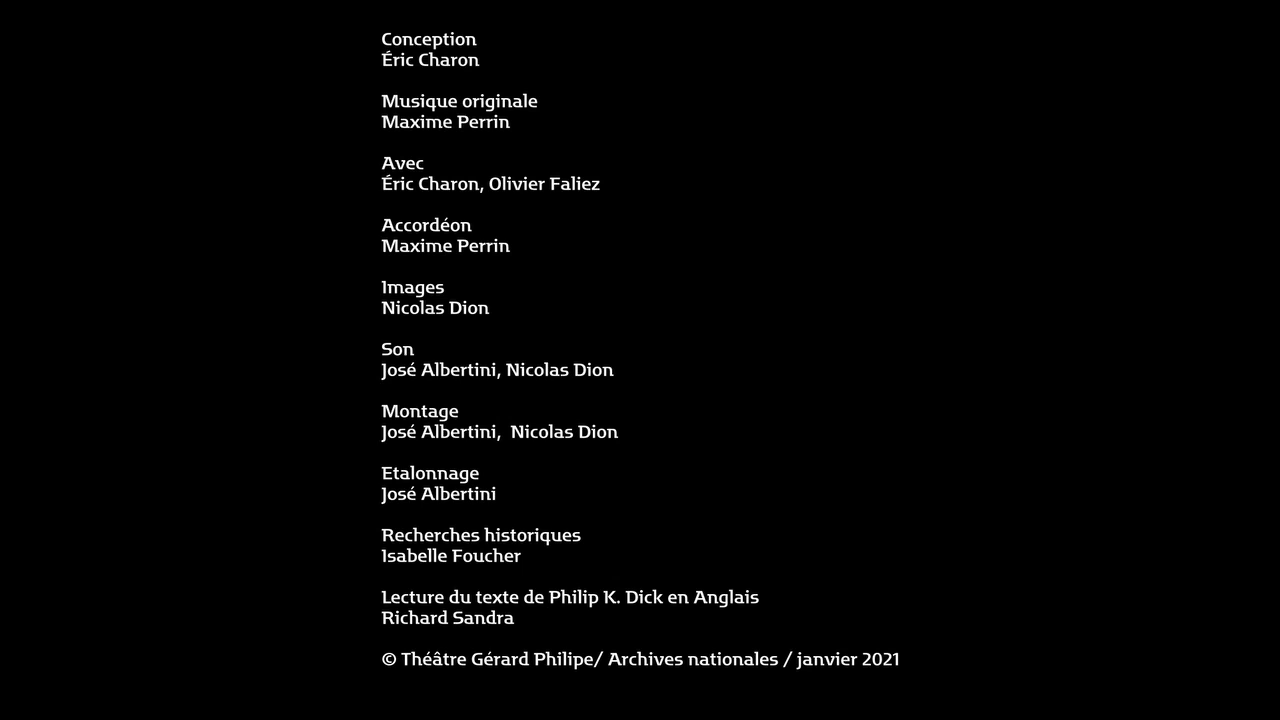 Conception
Éric Charon
Musique originale
Maxime Perrin
Avec
Éric Charon, Olivier Faliez
Accordéon
Maxime Perrin
Images
Nicolas Dion
Son
José Albertini, Nicolas Dion
Montage
José Albertini,  Nicolas Dion
Etalonnage
José Albertini
Recherches historiques
Isabelle Foucher
Lecture du texte de Philip K. Dick en Anglais
Richard Sandra
© Théâtre Gérard Philipe/ Archives nationales / janvier 2021